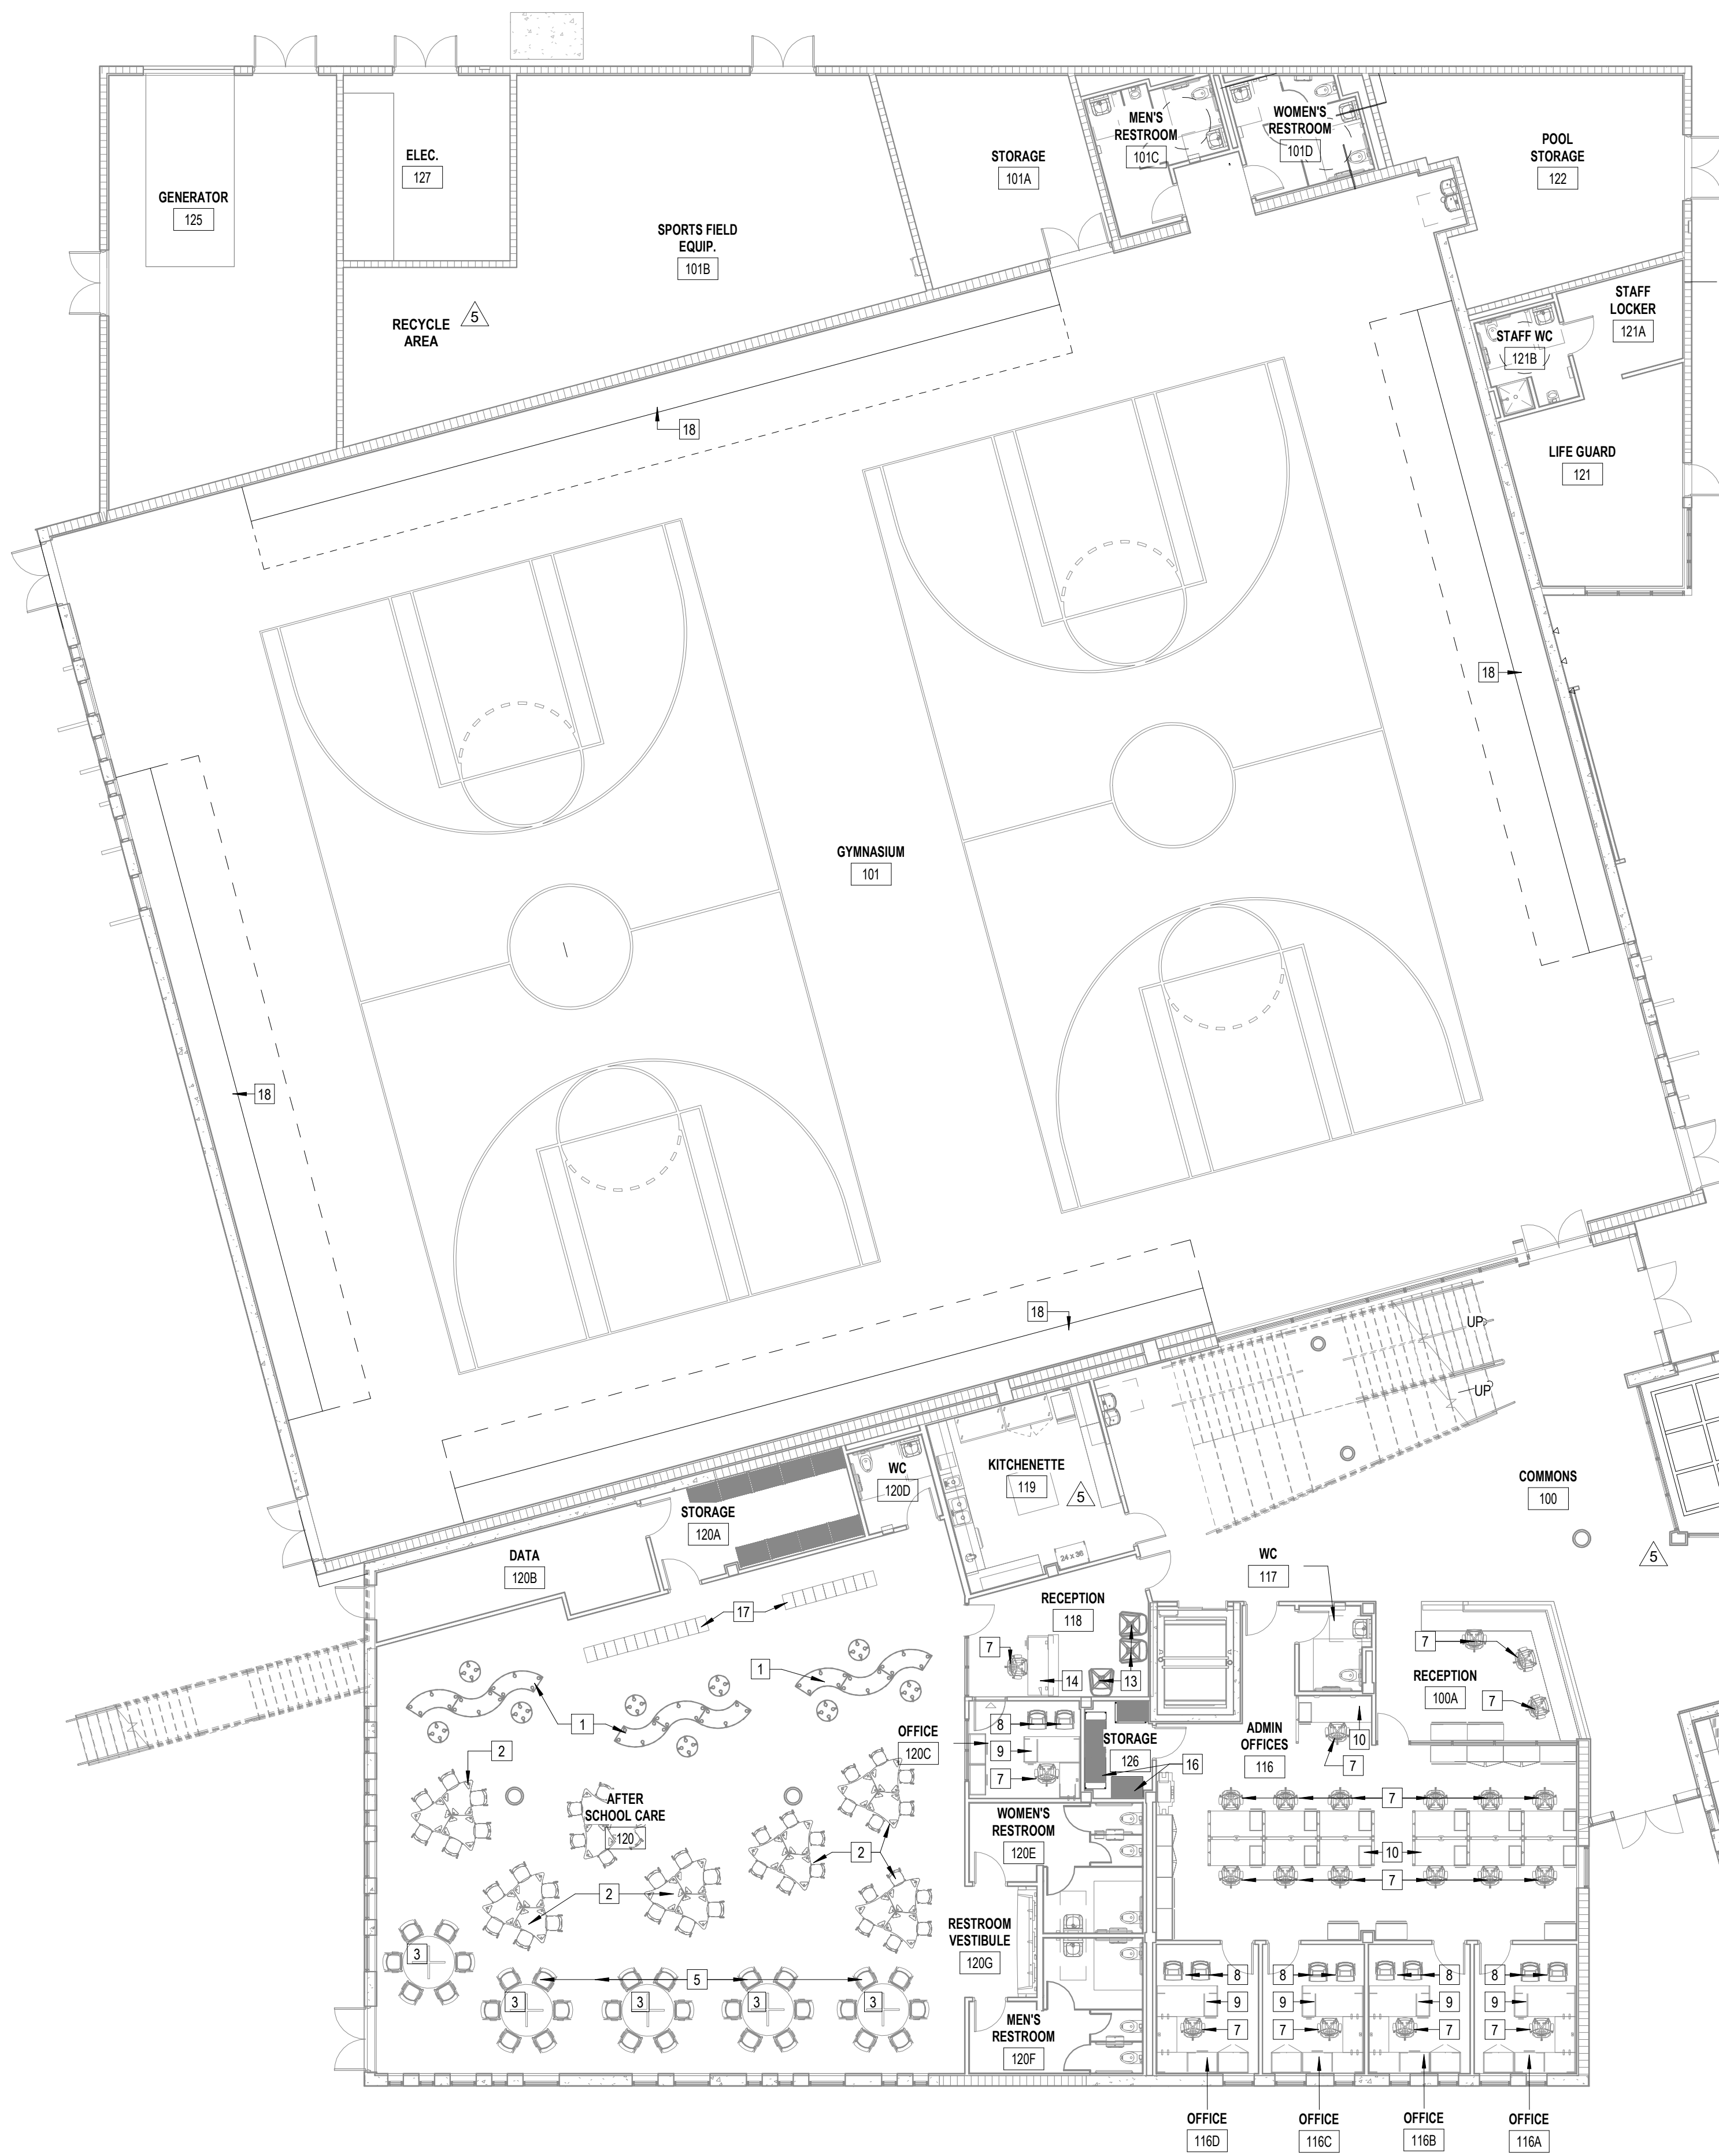 MEN'S
RESTROOM
101C
WOMEN'S
RESTROOM
101D
POOL
STORAGE
122
ELEC.
127
STORAGE
101A
GENERATOR
125
SPORTS FIELD
EQUIP.
101B
RECYCLE
AREA
5
STAFF
LOCKER
121A
STAFF WC
121B
18
LIFE GUARD
121
18
GYMNASIUM
101
18
18
UP
UP
KITCHENETTE
119
5
WC
120D
COMMONS
100
STORAGE
120A
DATA
120B
24 x 36
WC
117
5
RECEPTION
118
17
7
7
1
14
13
RECEPTION
100A
7
1
8
OFFICE
120C
9
STORAGE
126
ADMIN
OFFICES
116
10
2
7
16
7
AFTER
SCHOOL CARE
120
7
WOMEN'S
RESTROOM
120E
2
10
7
2
RESTROOM
VESTIBULE
120G
3
5
8
8
8
8
3
3
3
3
9
9
9
9
MEN'S
RESTROOM
120F
7
7
7
7
OFFICE
116D
OFFICE
116C
OFFICE
116B
OFFICE
116A